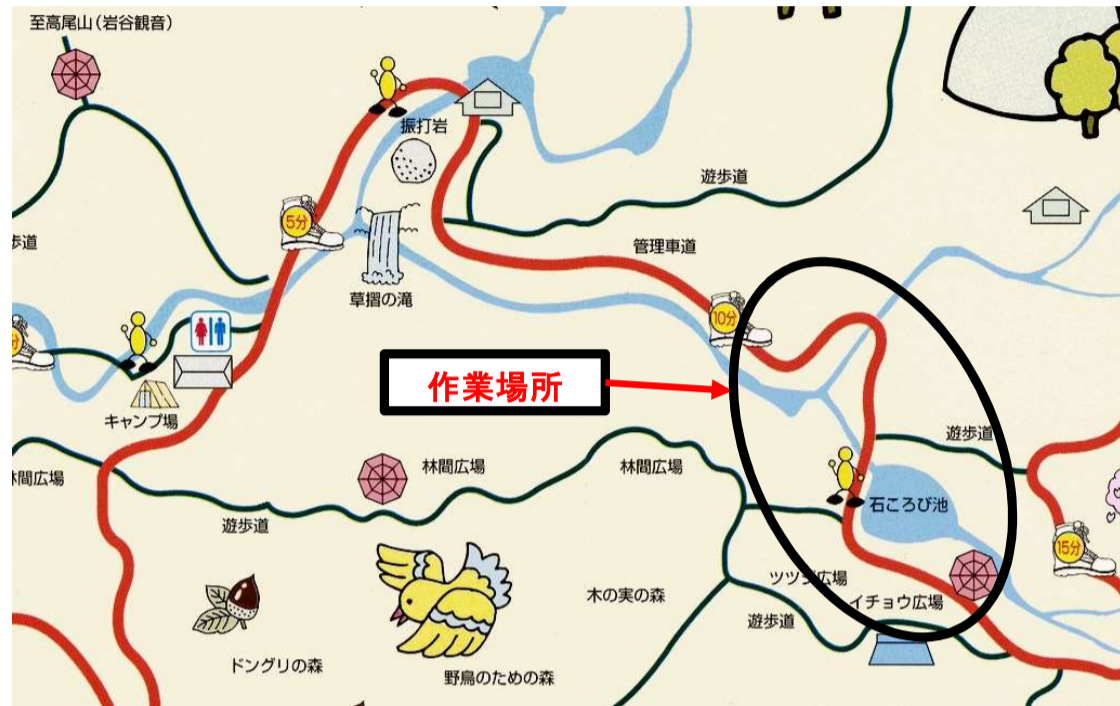 至高尾山(岩谷観音)
振打岩
遊歩道
5分
歩道
管理車道
草摺の滝
10分
分
作業場所
キャンプ場
遊歩道
林間広場
林間広場
林間広場
石ころび池
遊歩道
15分
ツツジ広場
木の実の森
イチョウ広場
遊歩道
ドングリの森
野鳥のための森